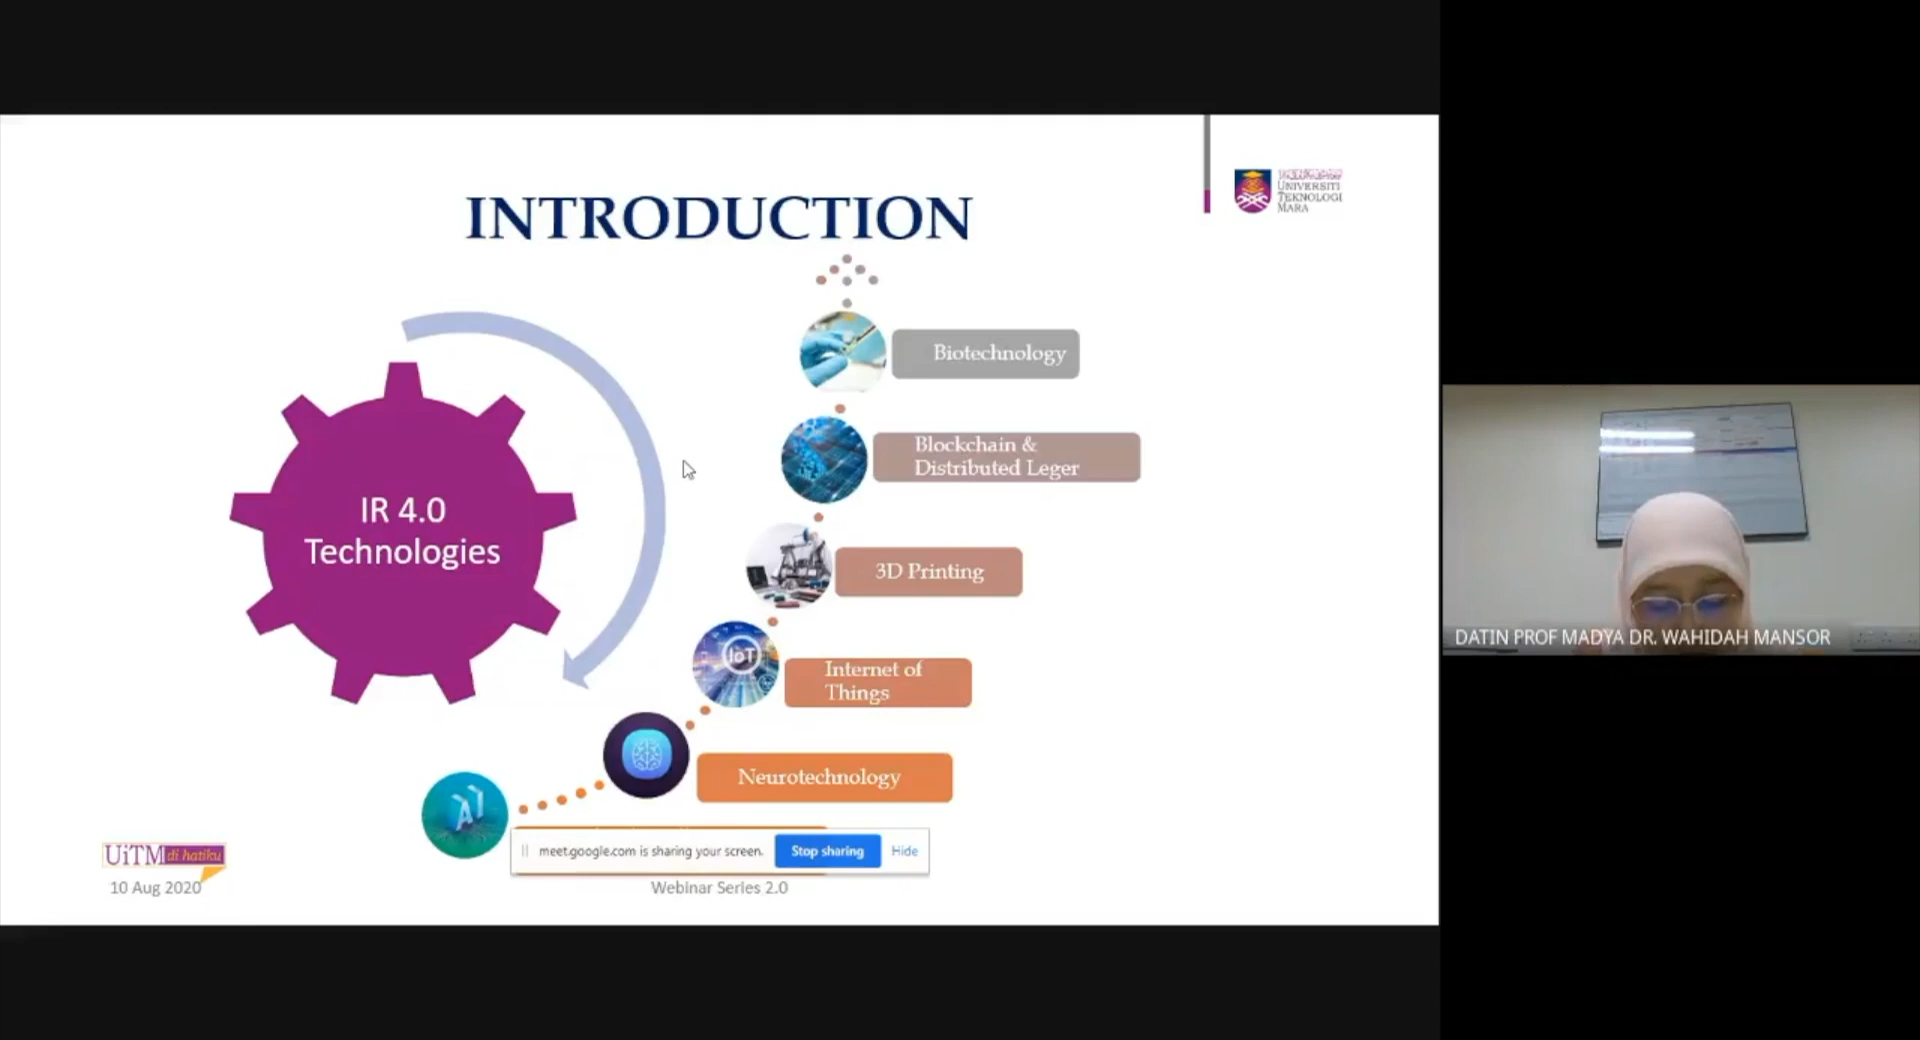 INTRODUCTION
UNIVERSITI
TEKNOLOGI
MARA
IR 4.0
Technologies
Biotechnology
Blockchain &
Distributed Leger
3D Printing
IoT
Internet of
Things
Neurotechnology
AI
meet.google.com is sharing your screen.
Stop sharing
Hide
UiTM di hatiku
10 Aug 2020
Webinar Series 2.0
DATIN PROF MADYA DR. WAHIDAH MANSOR